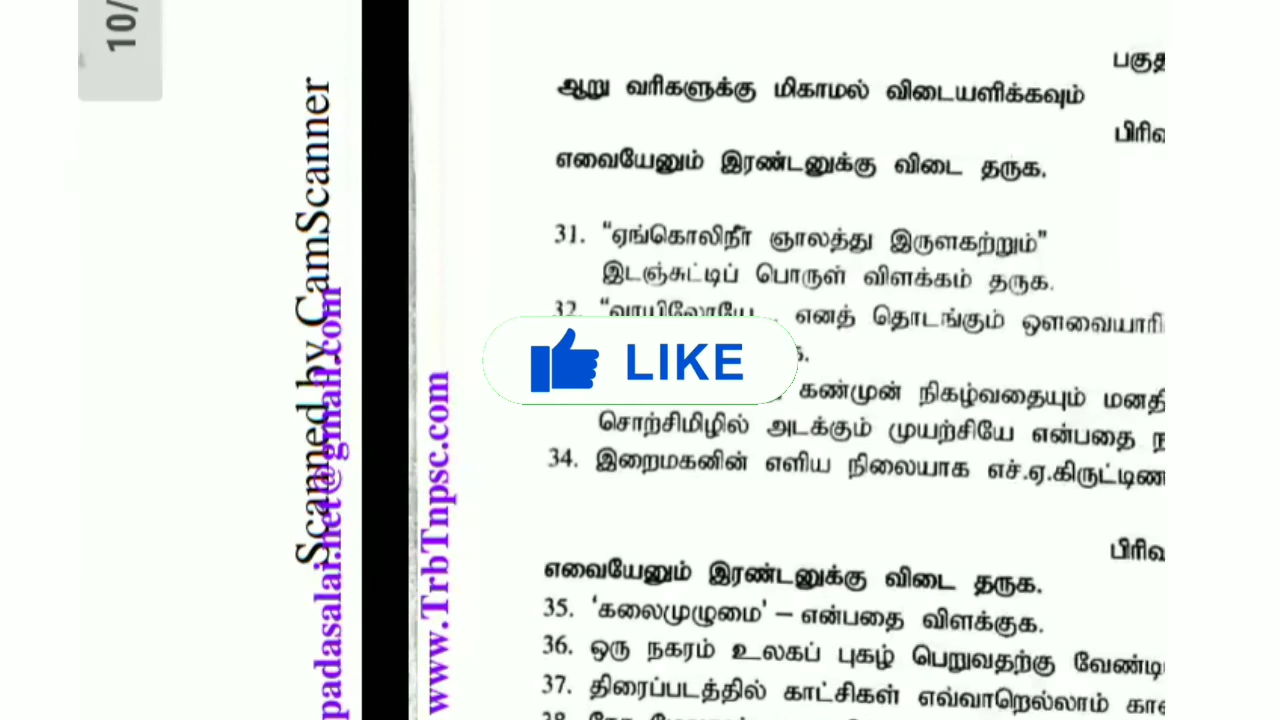 10/
Scanned by CamScanner
padasalai.net@gmail.com
www.TrbTnpsc.com
ஆறு வரிகளுக்கு மிகாமல் விடையளிக்கவும்
எவையேனும் இரண்டனுக்கு விடை தருக.
31. “ஏங்கொலிநீர் ஞாலத்து இருளகற்றும்”
இடஞ்சுட்டிப் பொருள் விளக்கம் தருக.
32. “வாயிலோயே.. எனத் தொடங்கும் ஔவையாரி
LIKE
கண்முன் நிகழ்வதையும் மனதி
சொற்சிமிழில் அடக்கும் முயற்சியே என்பதை ந
34. இறைமகனின் எளிய நிலையாக எச்.ஏ.கிருட்டிண
எவையேனும் இரண்டனுக்கு விடை தருக.
35. ‘கலைமுழுமை’ – என்பதை விளக்குக.
36. ஒரு நகரம் உலகப் புகழ் பெறுவதற்கு வேண்டி
37. திரைப்படத்தில் காட்சிகள் எவ்வாறெல்லாம் கா